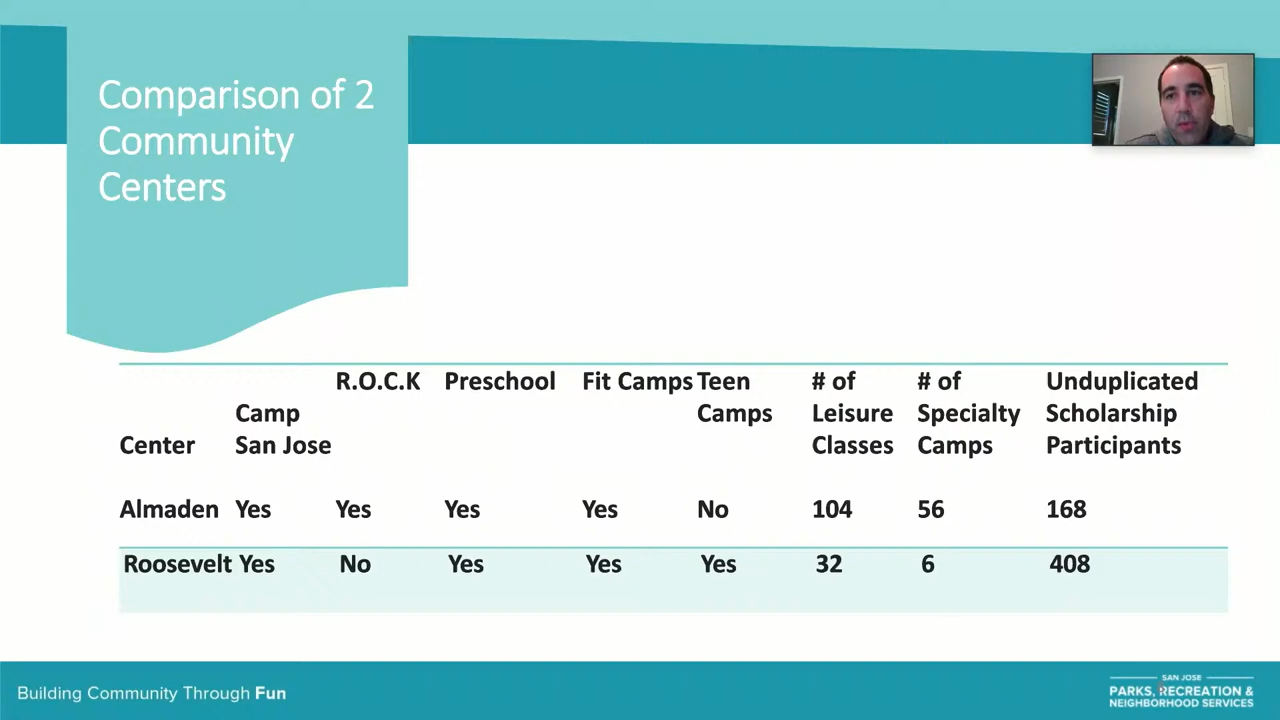 Comparison of 2
Community
Centers
Center Camp San Jose R.O.C.K Preschool Fit Camps Teen Camps # of Leisure Classes # of Specialty Camps Unduplicated Scholarship Participants
Almaden Yes Yes Yes Yes No 104 56 168
Roosevelt Yes No Yes Yes Yes 32 6 408
Building Community Through Fun
SAN JOSE
PARKS, RECREATION &
NEIGHBORHOOD SERVICES